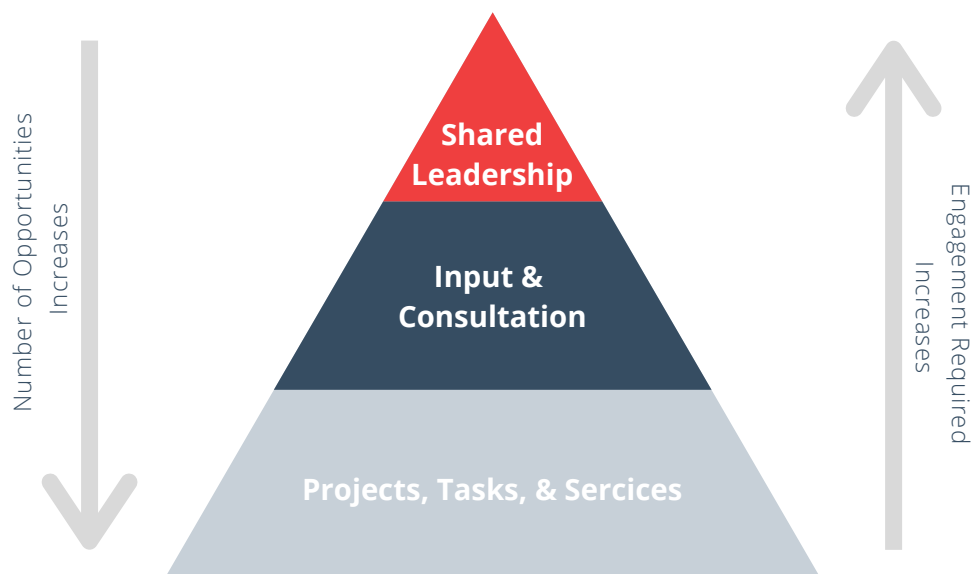 Number of Opportunities
Increases
Shared
Leadership
Input &
Consultation
Projects, Tasks, & Sercices
Engagement Required
Increases